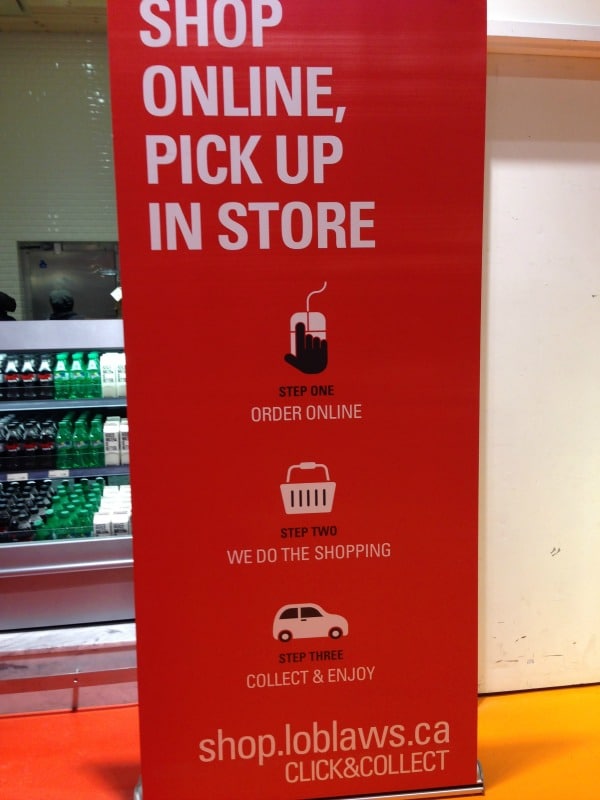 SHOP
ONLINE,
PICK UP
IN STORE
STEP ONE
ORDER ONLINE
STEP TWO
WE DO THE SHOPPING
STEP THREE
COLLECT & ENJOY
shop.loblaws.ca
CLICK&COLLECT